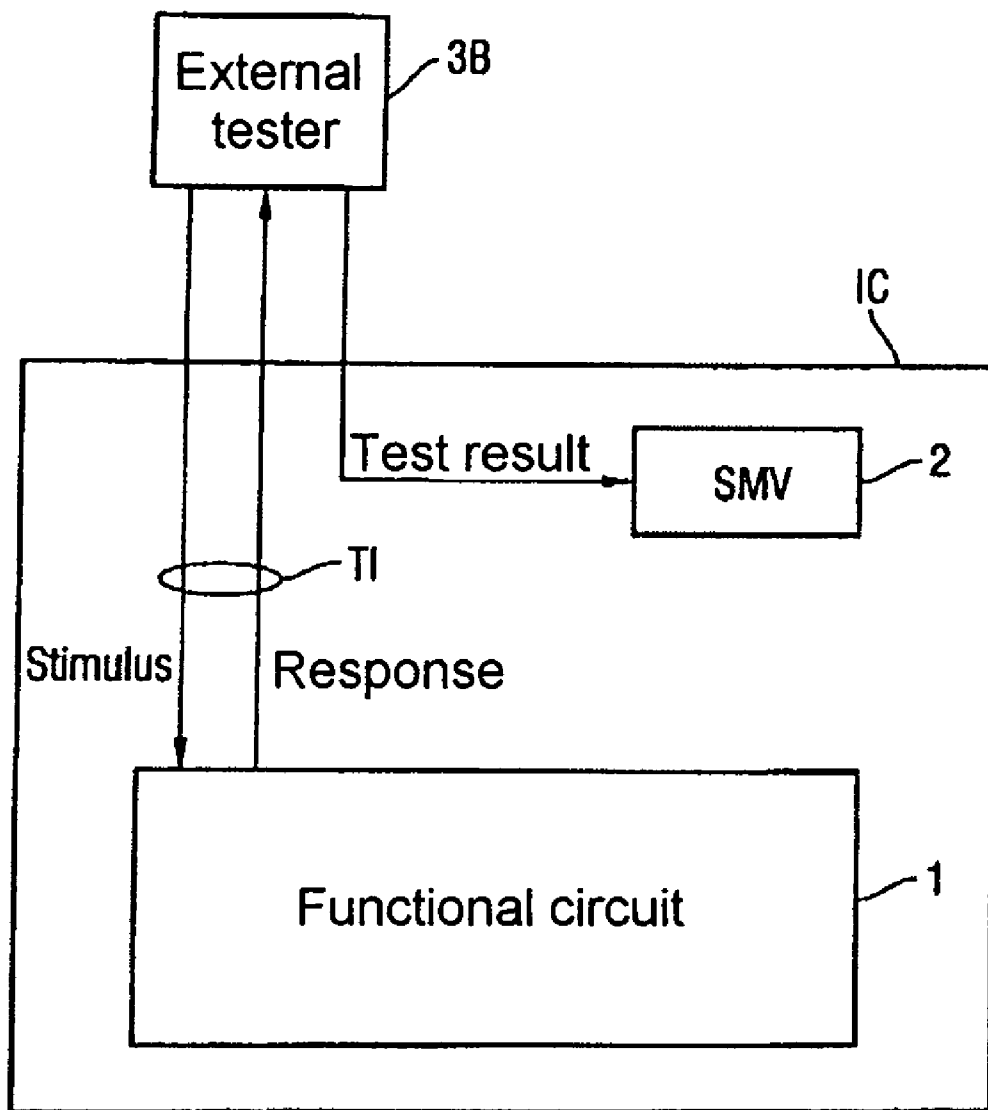 External
tester
3B
IC
Test result
SMV
2
TI
Stimulus
Response
1
Functional circuit